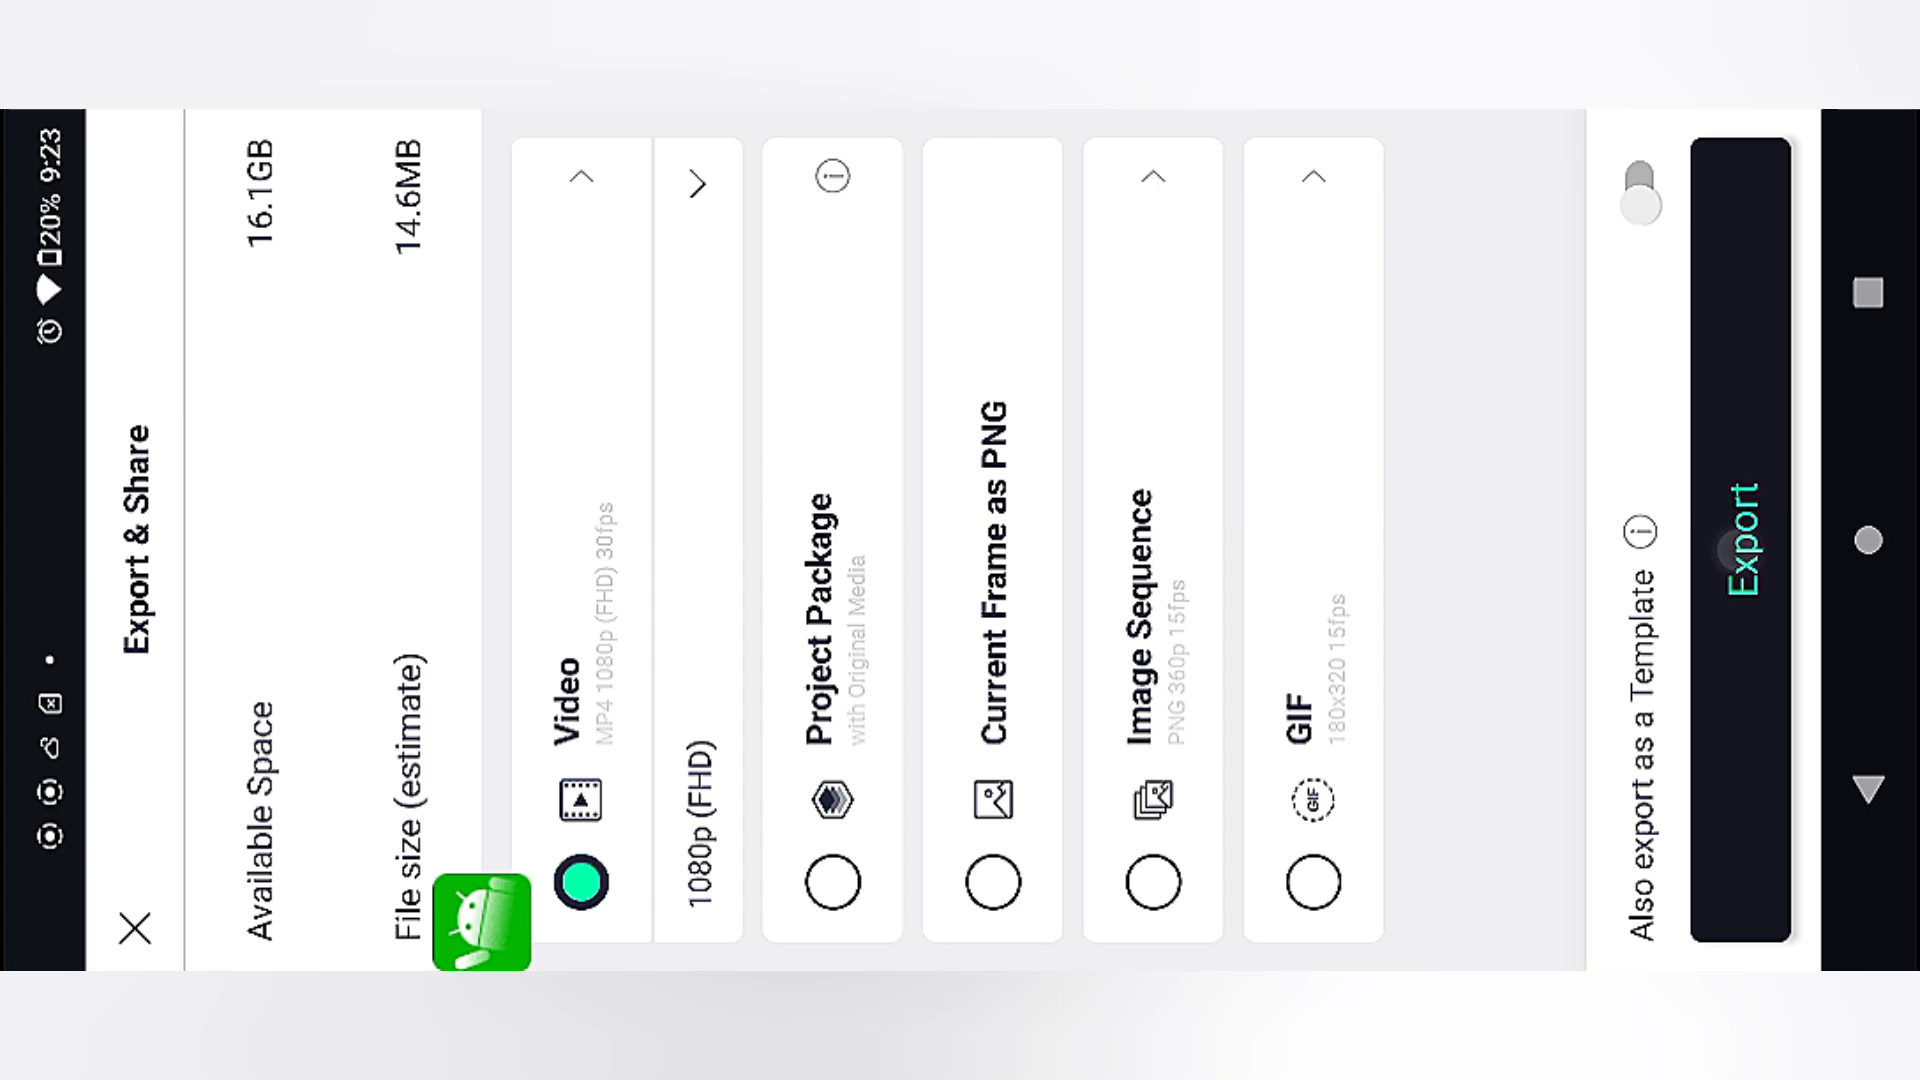 20% 9:23
Export & Share
Available Space 16.1GB
File size (estimate) 14.6MB
Video
MP4 1080p (FHD) 30fps
1080p (FHD)
Project Package
with Original Media
Current Frame as PNG
Image Sequence
PNG 360p 15fps
GIF
GIF
180x320 15fps
Also export as a Template
Export